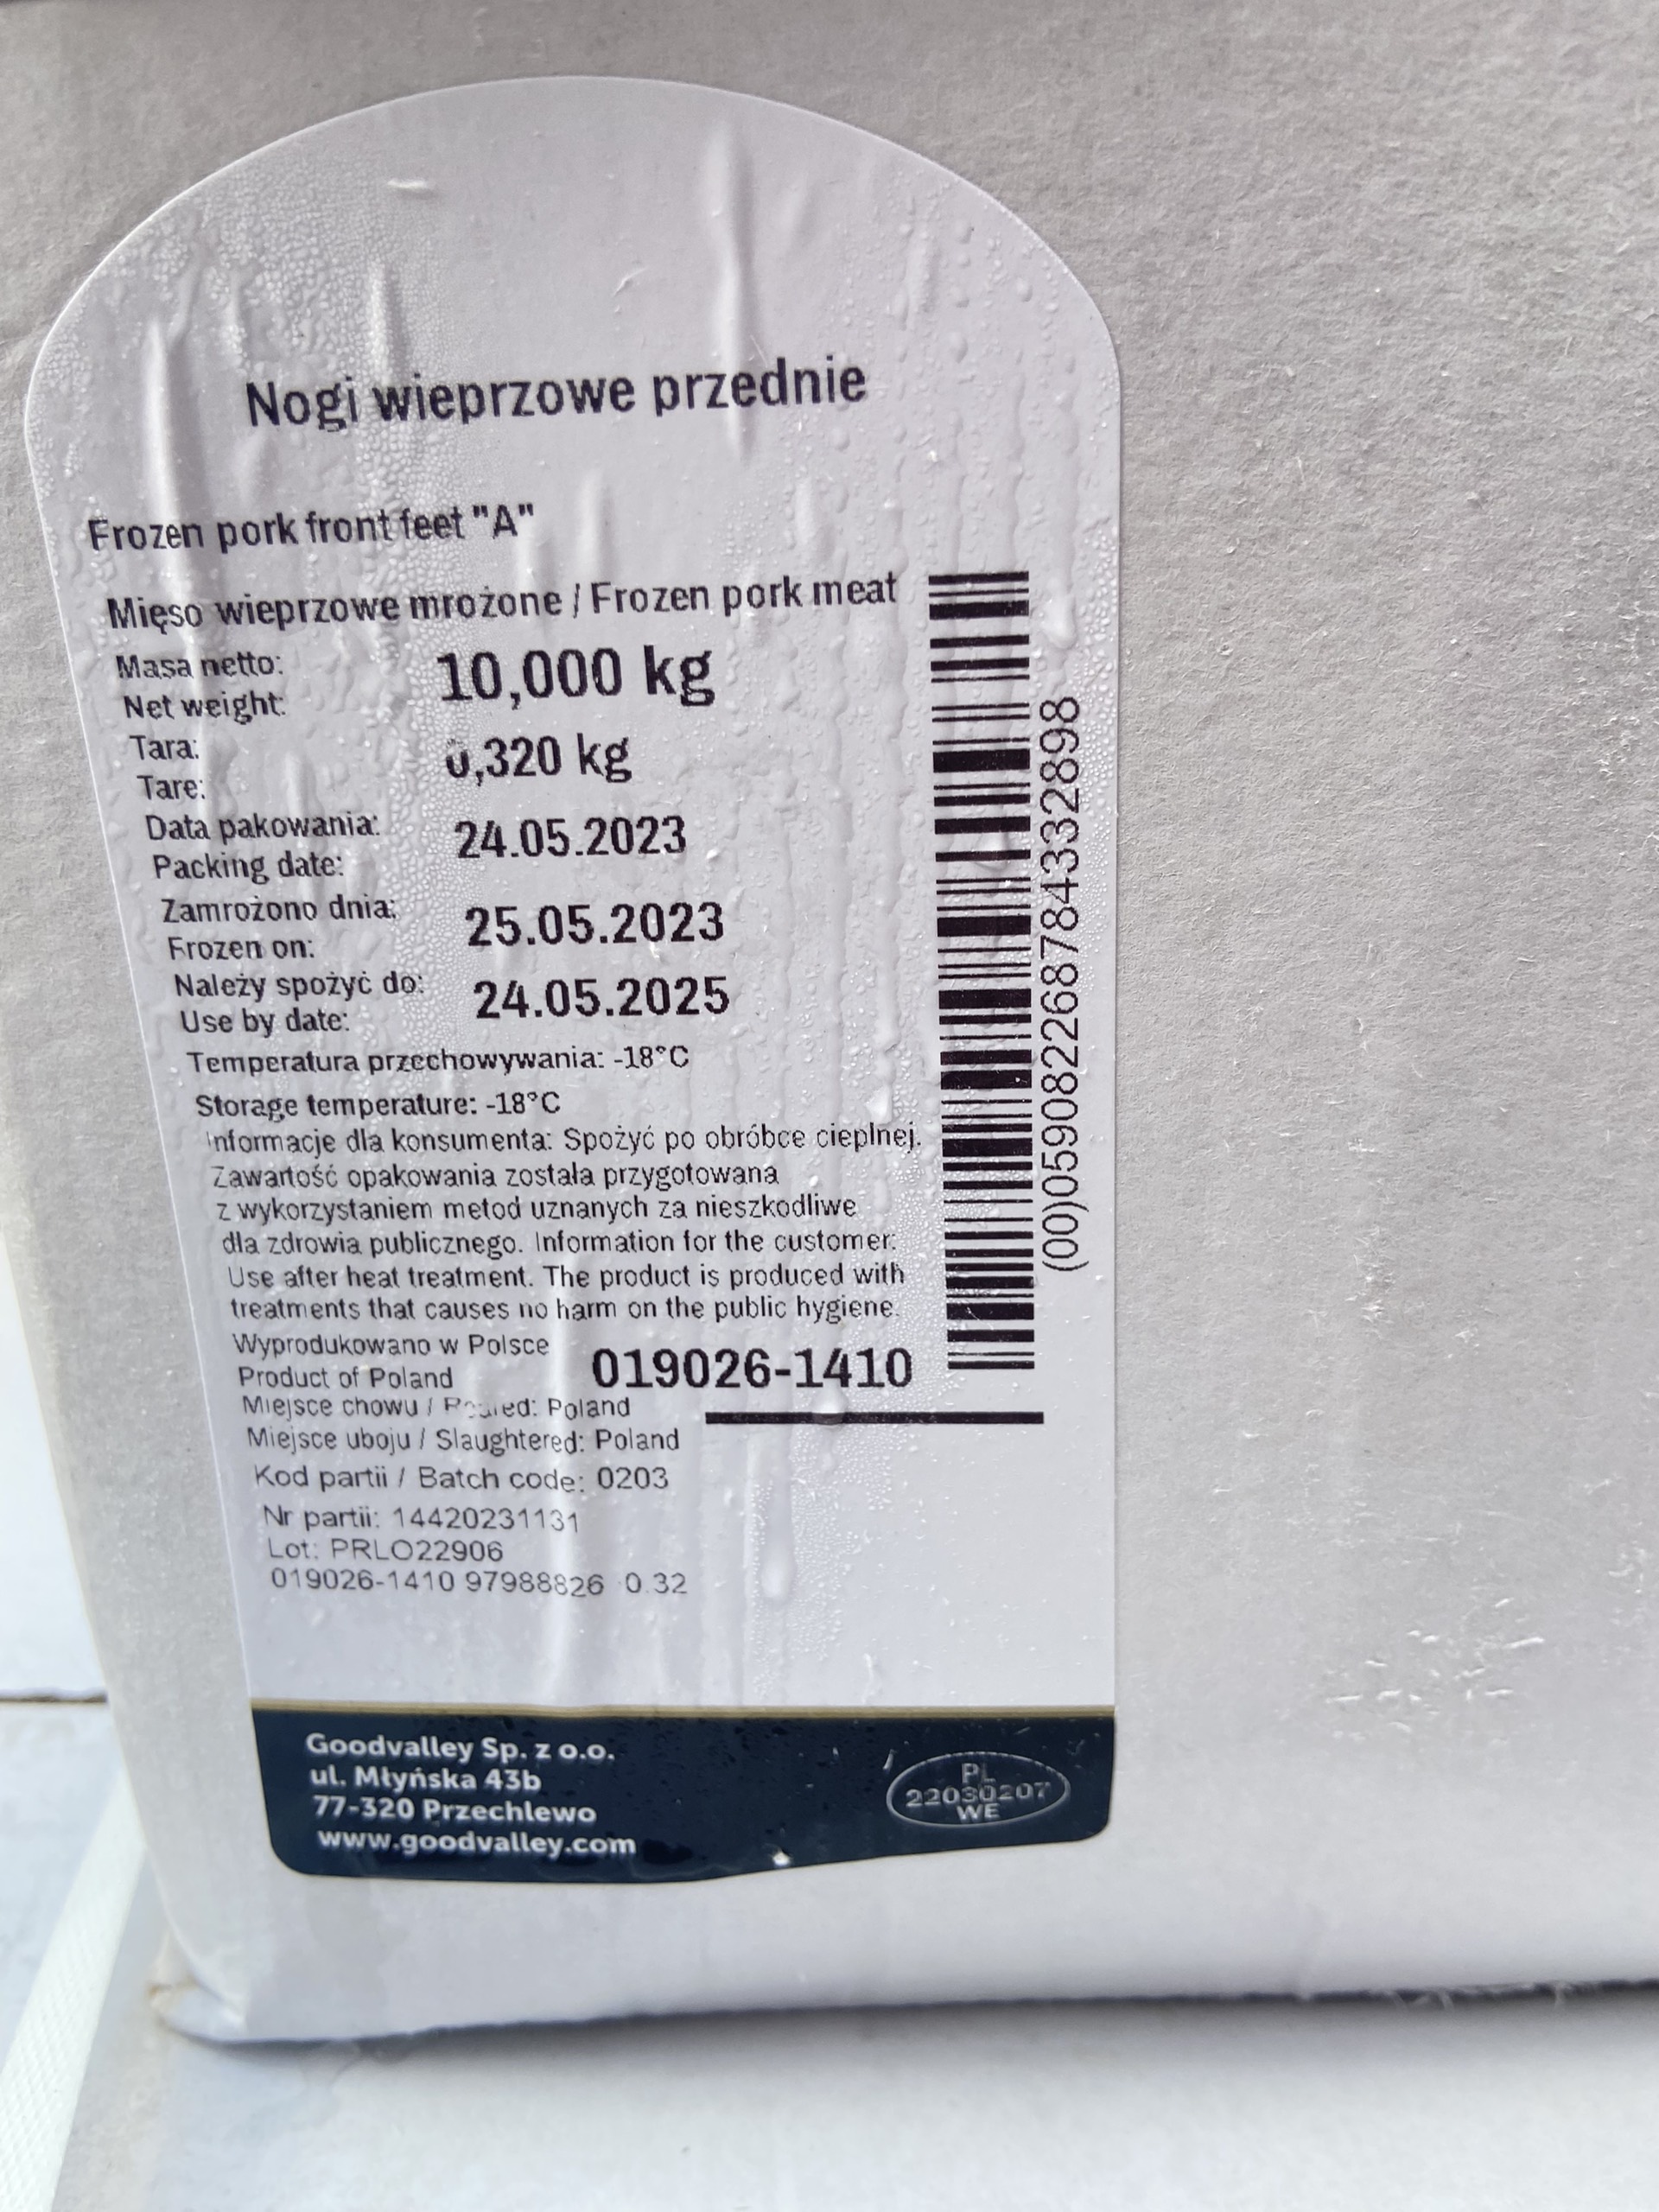 Nogi wieprzowe przednie
Frozen pork front feet "A"
Mięso wieprzowe mrożone / Frozen pork meat
Masa netto:
Net weight:
10,000 kg
Tara:
Tare:
0,320 kg
Data pakowania:
Packing date:
24.05.2023
Zamrożono dnia:
Frozen on:
25.05.2023
Należy spożyć do:
Use by date:
24.05.2025
Temperatura przechowywania: -18°C
Storage temperature: -18°C
Informacje dla konsumenta: Spożyć po obróbce cieplnej.
Zawartość opakowania została przygotowana
z wykorzystaniem metod uznanych za nieszkodliwe
dla zdrowia publicznego. Information for the customer:
Use after heat treatment. The product is produced with
treatments that causes no harm on the public hygiene.
Wyprodukowano w Polsce
Product of Poland
019026-1410
Miejsce chowu / Reared: Poland
Miejsce uboju / Slaughtered: Poland
Kod partii / Batch code: 0203
Nr partii: 14420231131
Lot: PRLO22906
019026-1410 97988826 0.32
(00)059082268784332898
Goodvalley Sp. z o.o.
ul. Młyńska 43b
77-320 Przechlewo
www.goodvalley.com
PL
22030207
WE